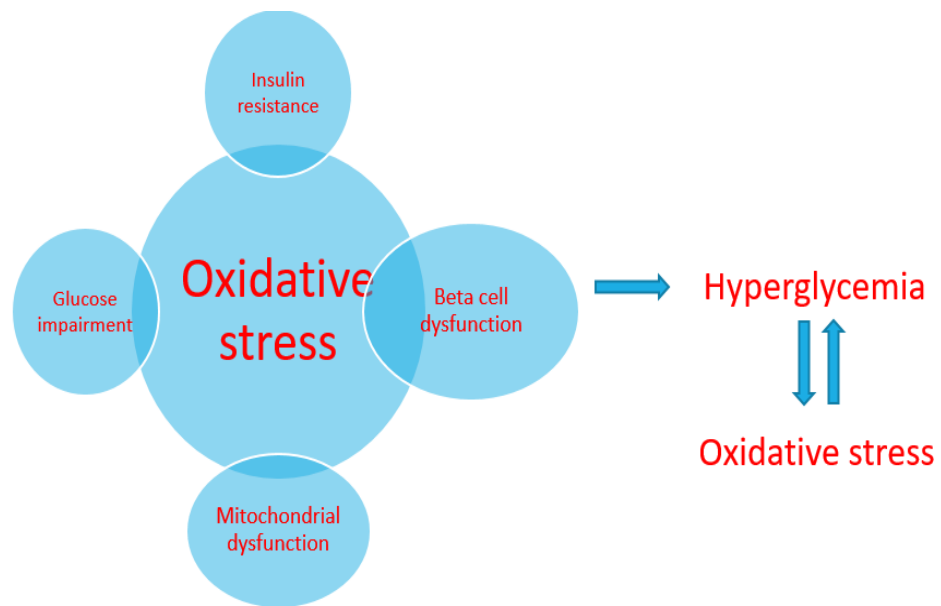 Insulin
resistance
Oxidative
stress
Glucose
impairment
Beta cell
dysfunction
Mitochondrial
dysfunction
Hyperglycemia
Oxidative stress